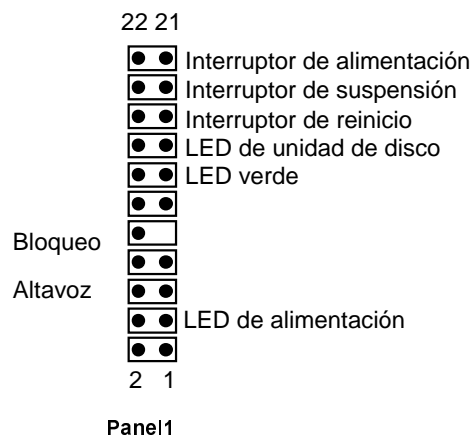 22 21
Interruptor de alimentación
Interruptor de suspensión
Interruptor de reinicio
LED de unidad de disco
LED verde
Bloqueo
Altavoz
LED de alimentación
2 1
Panel1